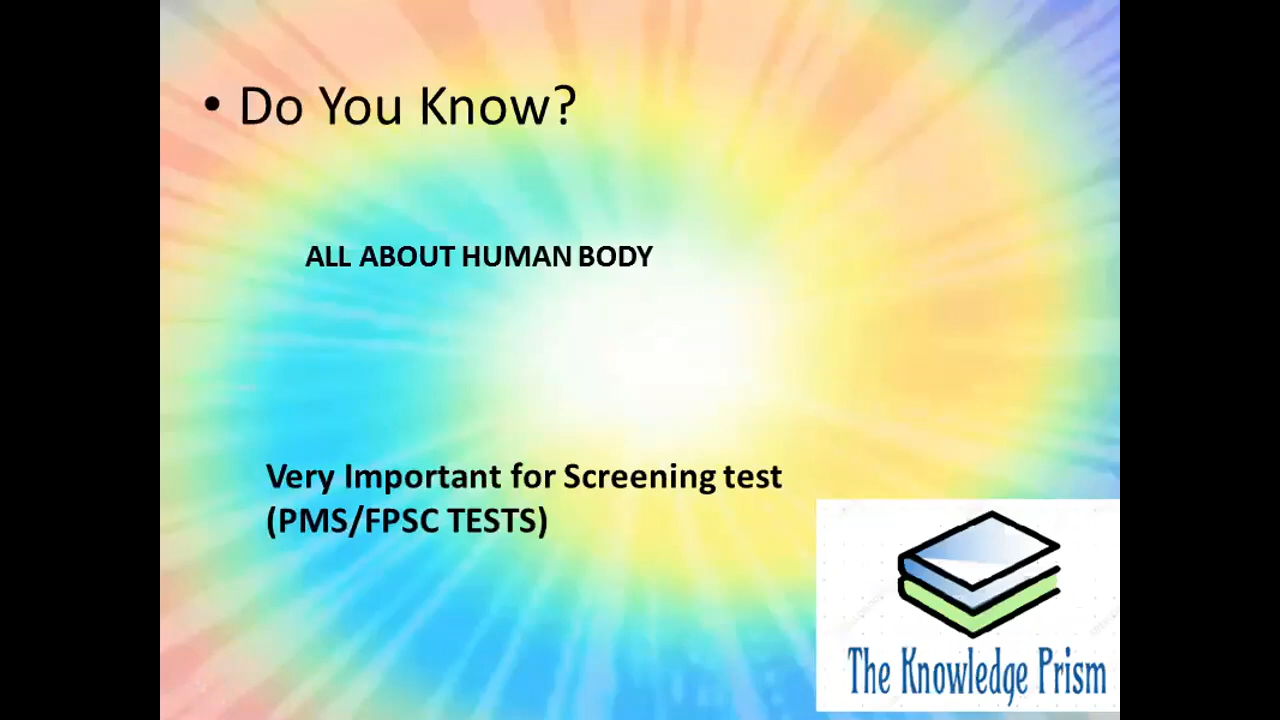 • Do You Know?
ALL ABOUT HUMAN BODY
Very Important for Screening test
(PMS/FPSC TESTS)
The Knowledge Prism